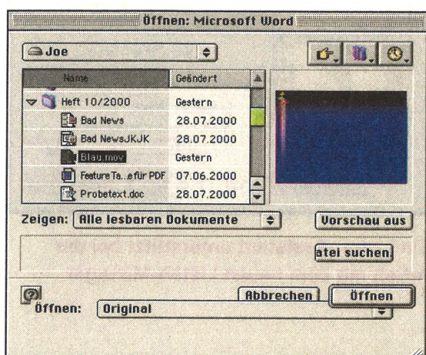 Öffnen: Microsoft Word
Joe
Name Geändert
Heft 10/2000 Gestern
Bad News 28.07.2000
Bad NewsJKJK 28.07.2000
Blau.mov Gestern
Feature Ta...e für PDF 07.06.2000
Probetext.doc 28.07.2000
Zeigen: Alle lesbaren Dokumente Vorschau aus
atei suchen.
Abbrechen Öffnen
Öffnen: Original